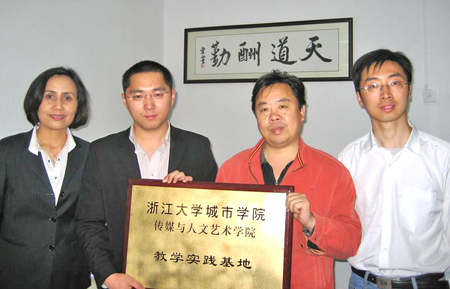 天道酬勤
浙江大学城市学院
传媒与人文艺术学院
教学实践基地